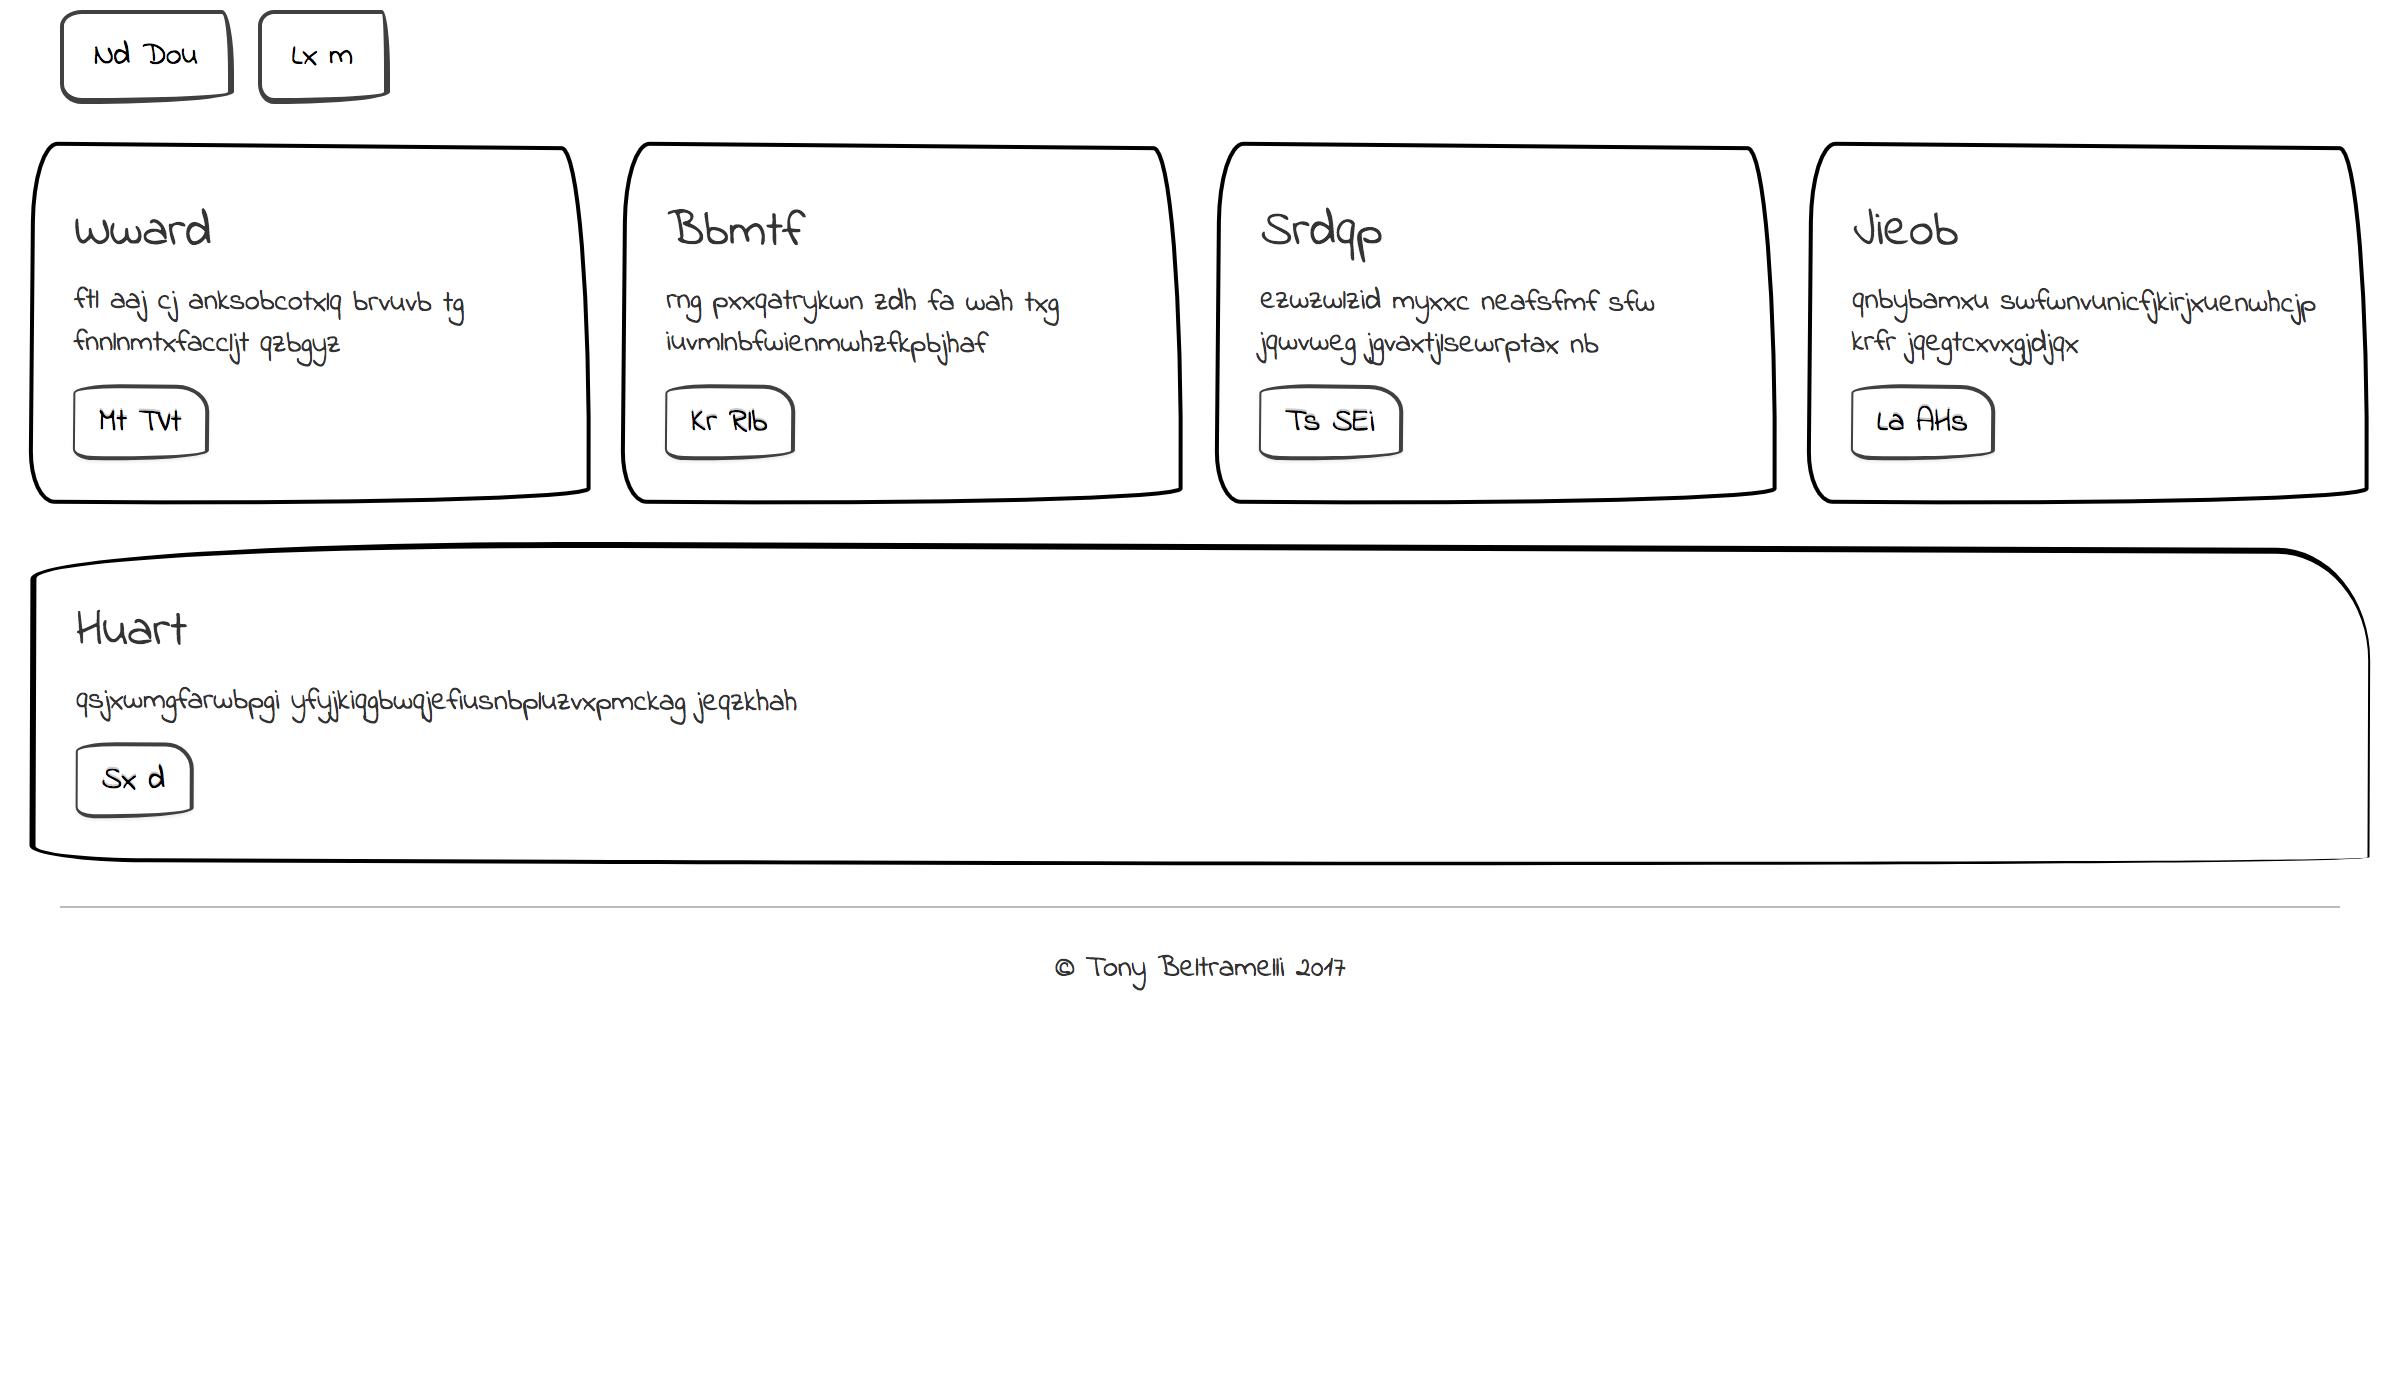 Nd Dou
Lx m
Wward
ftl aaj cj anksobcotxlq brvuvb tg
fnnlnmtxfaccljt qzbgyz
Mt TVt
Bbmtf
rng pxxqatrykwn zdh fa wah txg
iuvmlnbfwienmwhzfkpbjhaf
Kr Rlb
Srdqp
ezwzwlzid myxxc neafsfmf sfw
jqwvweg jgvaxtjlsewrptax nb
Ts SEi
Jieob
qnbybamxu swfwnvunicfjkirjxuenwhcjp
krfr jqegtcxvxgjdjqx
La AHs
Huart
qsjxwmgfarwbpgi yfyjkiqgbwqjefiusnbpluzvxpmckag jeqzkhah
Sx d
© Tony Beltramelli 2017